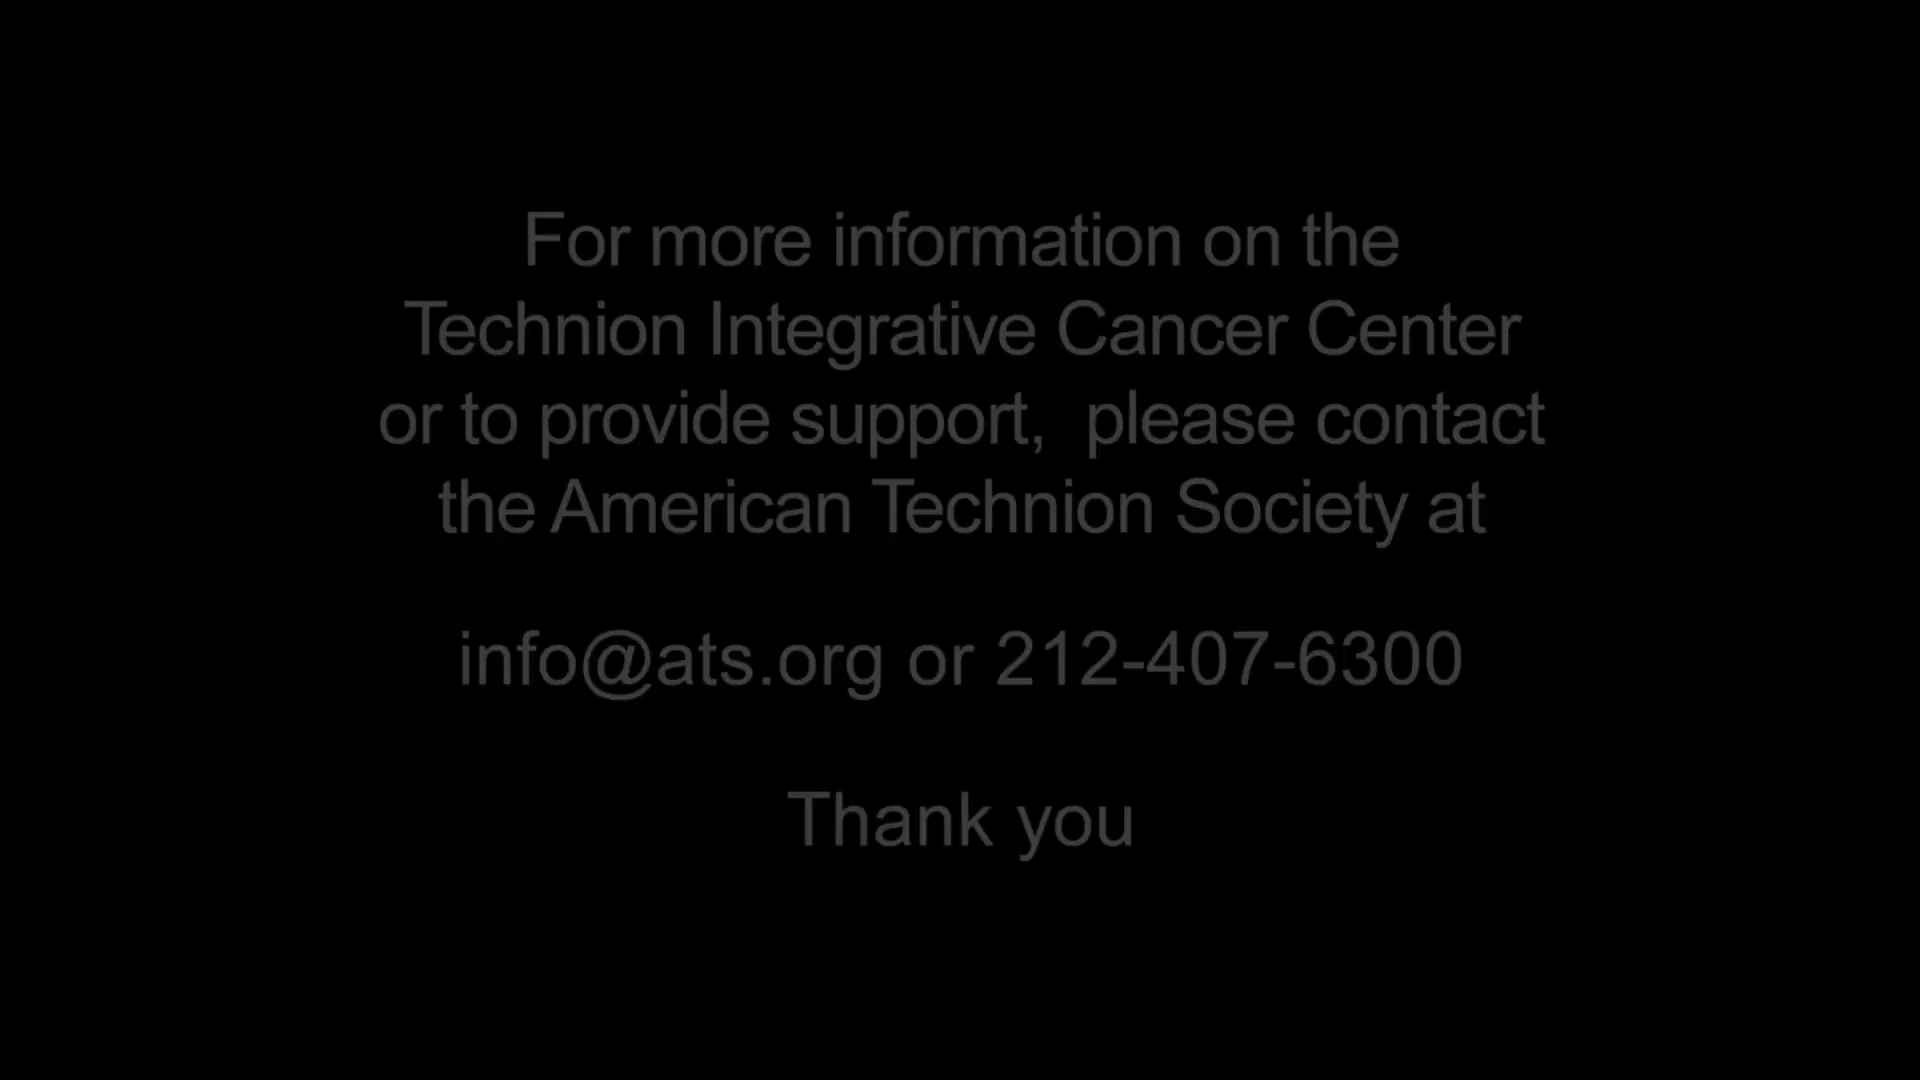 For more information on the
Technion Integrative Cancer Center
or to provide support,  please contact
the American Technion Society at
info@ats.org or 212-407-6300
Thank you